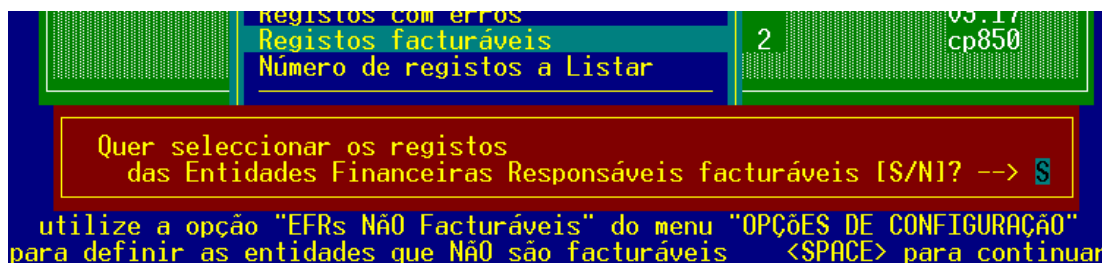 Registos com erros
v3.17
Registos facturáveis
2
cp850
Número de registos a Listar
Quer seleccionar os registos
das Entidades Financeiras Responsáveis facturáveis [S/N]? --> S
utilize a opção "EFRs NãO Facturáveis" do menu "OPÇõES DE CONFIGURAÇãO"
para definir as entidades que NãO são facturáveis <SPACE> para continuar